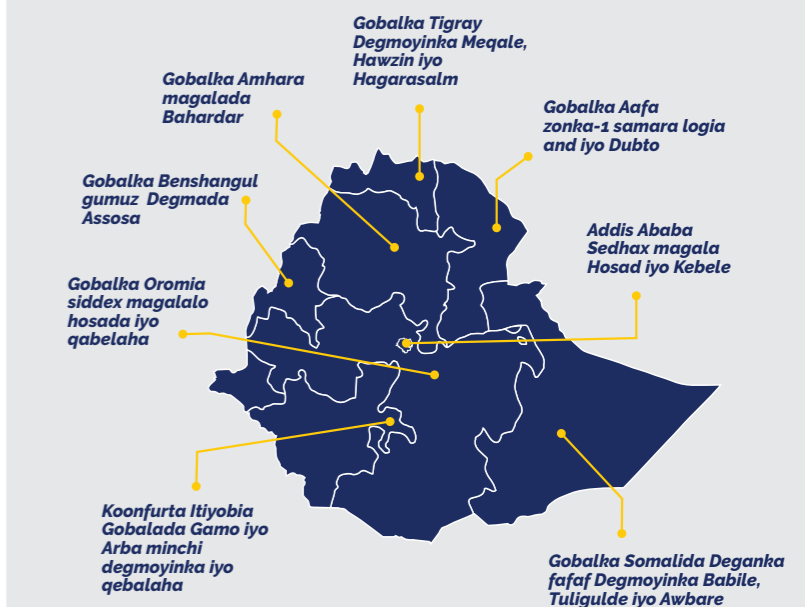 Gobalka Tigray
Degmoyinka Meqale,
Hawzin iyo
Hagarasalm
Gobalka Amhara
magalada
Bahardar
Gobalka Aafa
zonka-1 samara logia
and iyo Dubto
Gobalka Benshangul
gumuz Degmada
Assosa
Addis Ababa
Sedhax magala
Hosad iyo Kebele
Gobalka Oromia
siddex magalalo
hosada iyo
qabelaha
Koonfurta Itiyobia
Gobalada Gamo iyo
Arba minchi
degmoyinka iyo
qebalaha
Gobalka Somalida Deganka
fafaf Degmoyinka Babile,
Tuligulde iyo Awbare